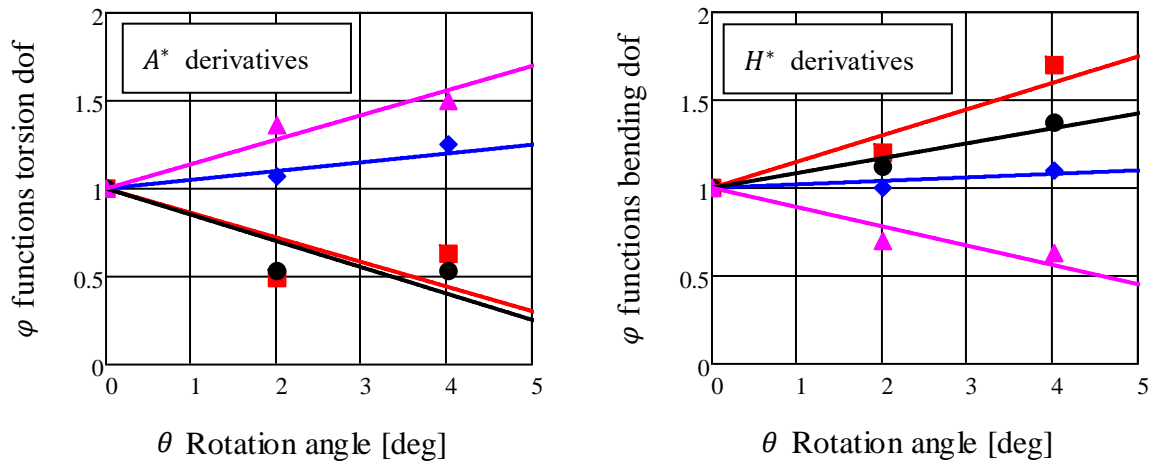 φ functions torsion dof
2
1.5
1
0.5
0
A* derivatives
0 1 2 3 4 5
θ Rotation angle [deg]
φ functions bending dof
2
1.5
1
0.5
0
H* derivatives
0 1 2 3 4 5
θ Rotation angle [deg]